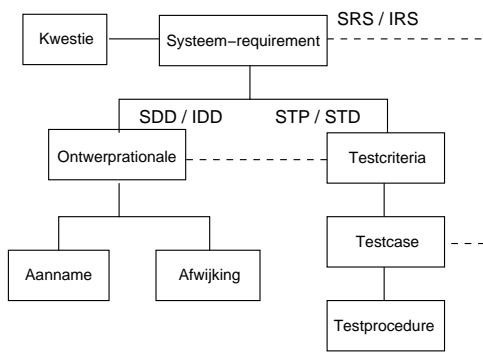 SRS / IRS
Kwestie
Systeem–requirement
SDD / IDD
STP / STD
Ontwerprationale
Testcriteria
Testcase
Aanname
Afwijking
Testprocedure